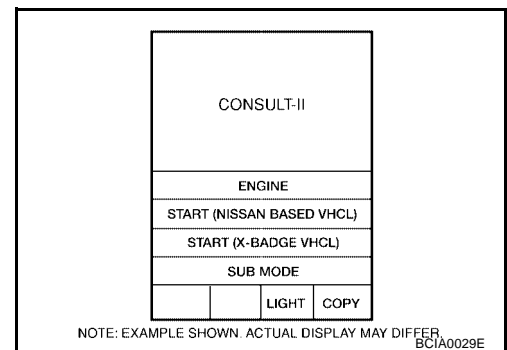 CONSULT-II
ENGINE
START (NISSAN BASED VHCL)
START (X-BADGE VHCL)
SUB MODE
LIGHT COPY
NOTE: EXAMPLE SHOWN. ACTUAL DISPLAY MAY DIFFER.
BCIA0029E